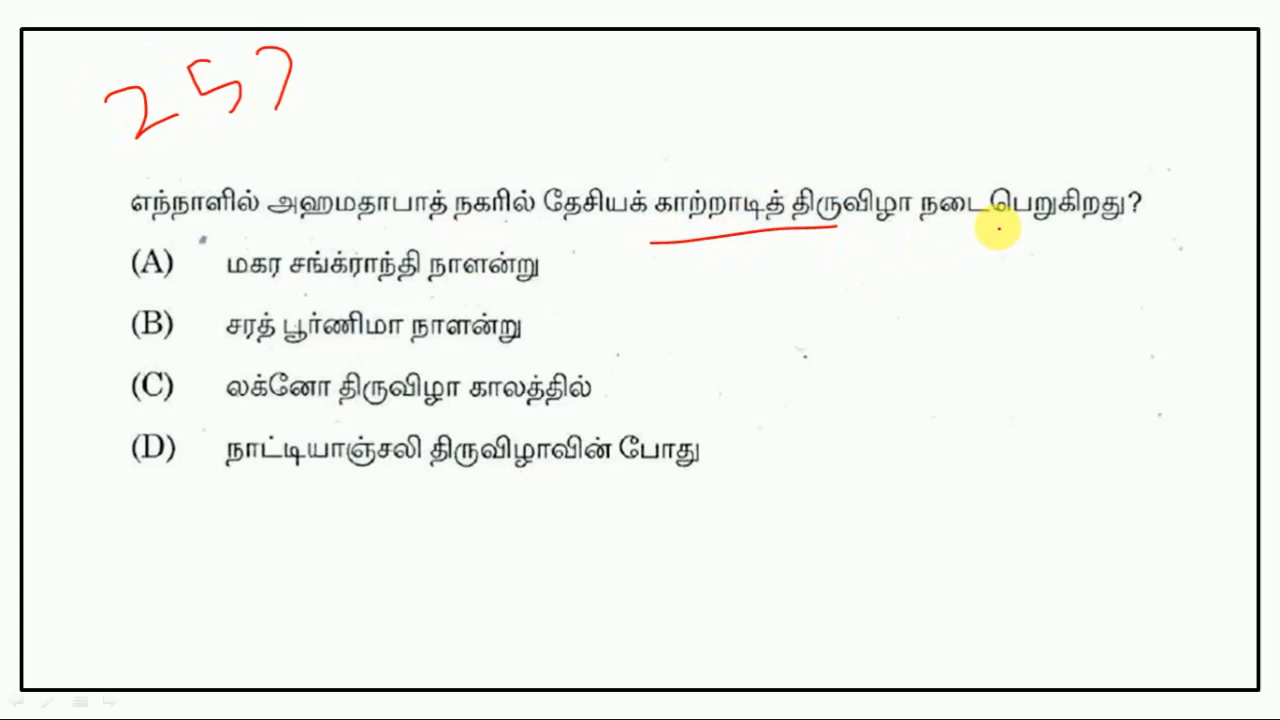 257
எந்நாளில் அஹமதாபாத் நகரில் தேசியக் காற்றாடித் திருவிழா நடை பெறுகிறது?
(A) மகர சங்க்ராந்தி நாளன்று
(B) சரத் பூர்ணிமா நாளன்று
(C) லக்னோ திருவிழா காலத்தில்
(D) நாட்டியாஞ்சலி திருவிழாவின் போது